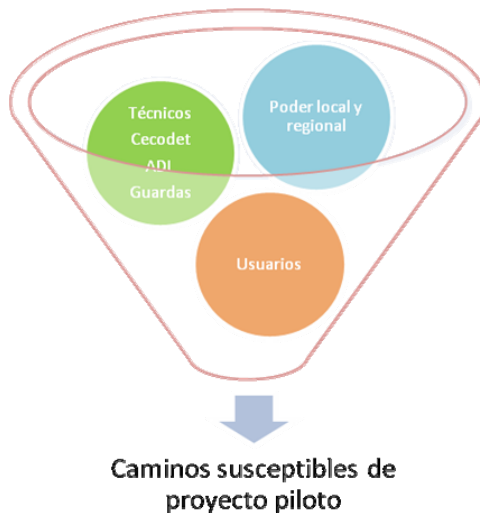 Técnicos
Cecodet
ADL
Guardas
Poder local y
regional
Usuarios
Caminos susceptibles de
proyecto piloto